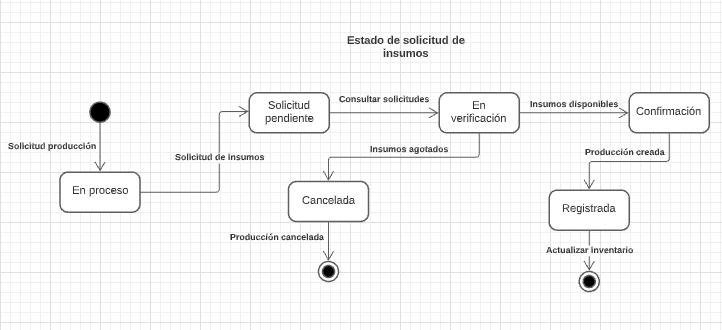 Estado de solicitud de
insumos
Solicitud
pendiente
Consultar solicitudes
En
verificación
Insumos disponibles
Confirmación
Solicitud producción
Solicitud de Insumos
Insumos agotados
Producción creada
En proceso
Cancelada
Registrada
Producción cancelada
Actualizar inventario